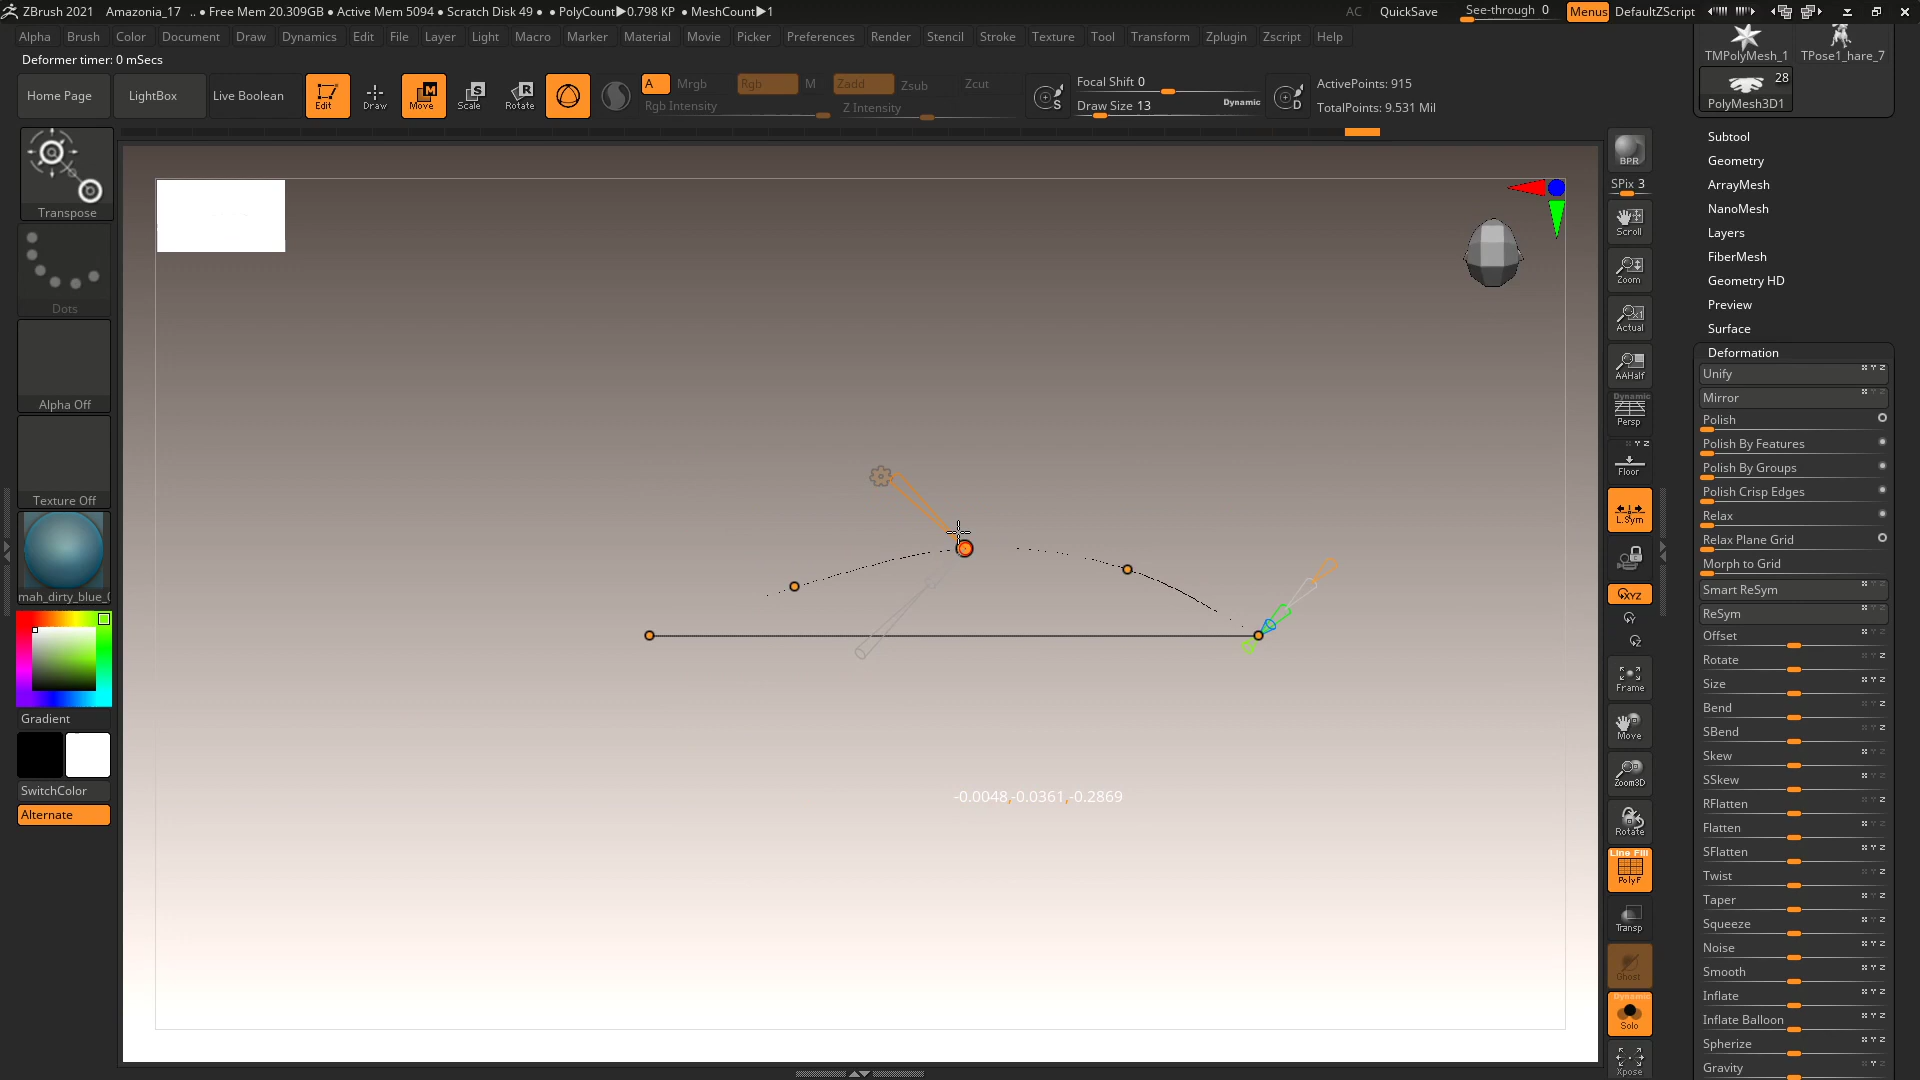 ZBrush 2021 Amazonia_17 .. ● Free Mem 20.309GB ● Active Mem 5094 ● Scratch Disk 49 ● ● PolyCount▶0.798 KP ● MeshCount▶1 AC QuickSave See-through 0 Menus DefaultZScript
Alpha Brush Color Document Draw Dynamics Edit File Layer Light Macro Marker Material Movie Picker Preferences Render Stencil Stroke Texture Tool Transform Zplugin Zscript Help
Deformer timer: 0 mSecs
Home Page LightBox Live Boolean Edit Draw Move Scale Rotate A Mrgb Rgb M Zadd Zsub Zcut
Rgb Intensity Z Intensity
S Focal Shift 0
Draw Size 13 Dynamic D
ActivePoints: 915
TotalPoints: 9.531 Mil
Transpose
Dots
Alpha Off
Texture Off
Gradient
SwitchColor
Alternate
-0.0048,-0.0361,-0.2869
BPR
SPix 3
Scroll
Zoom
Actual
AAHalf
Dynamic
Persp
Floor
L.Sym
XYZ
Frame
Move
Zoom3D
Rotate
Line Fill
PolyF
Transp
Ghost
Dynamic
Solo
Xpose
TMPolyMesh_1 TPose1_hare_7
28
PolyMesh3D1
Subtool
Geometry
ArrayMesh
NanoMesh
Layers
FiberMesh
Geometry HD
Preview
Surface
Deformation
Unify
Mirror
Polish
Polish By Features
Polish By Groups
Polish Crisp Edges
Relax
Relax Plane Grid
Morph to Grid
Smart ReSym
ReSym
Offset
Rotate
Size
Bend
SBend
Skew
SSkew
RFlatten
Flatten
SFlatten
Twist
Taper
Squeeze
Noise
Smooth
Inflate
Inflate Balloon
Spherize
Gravity